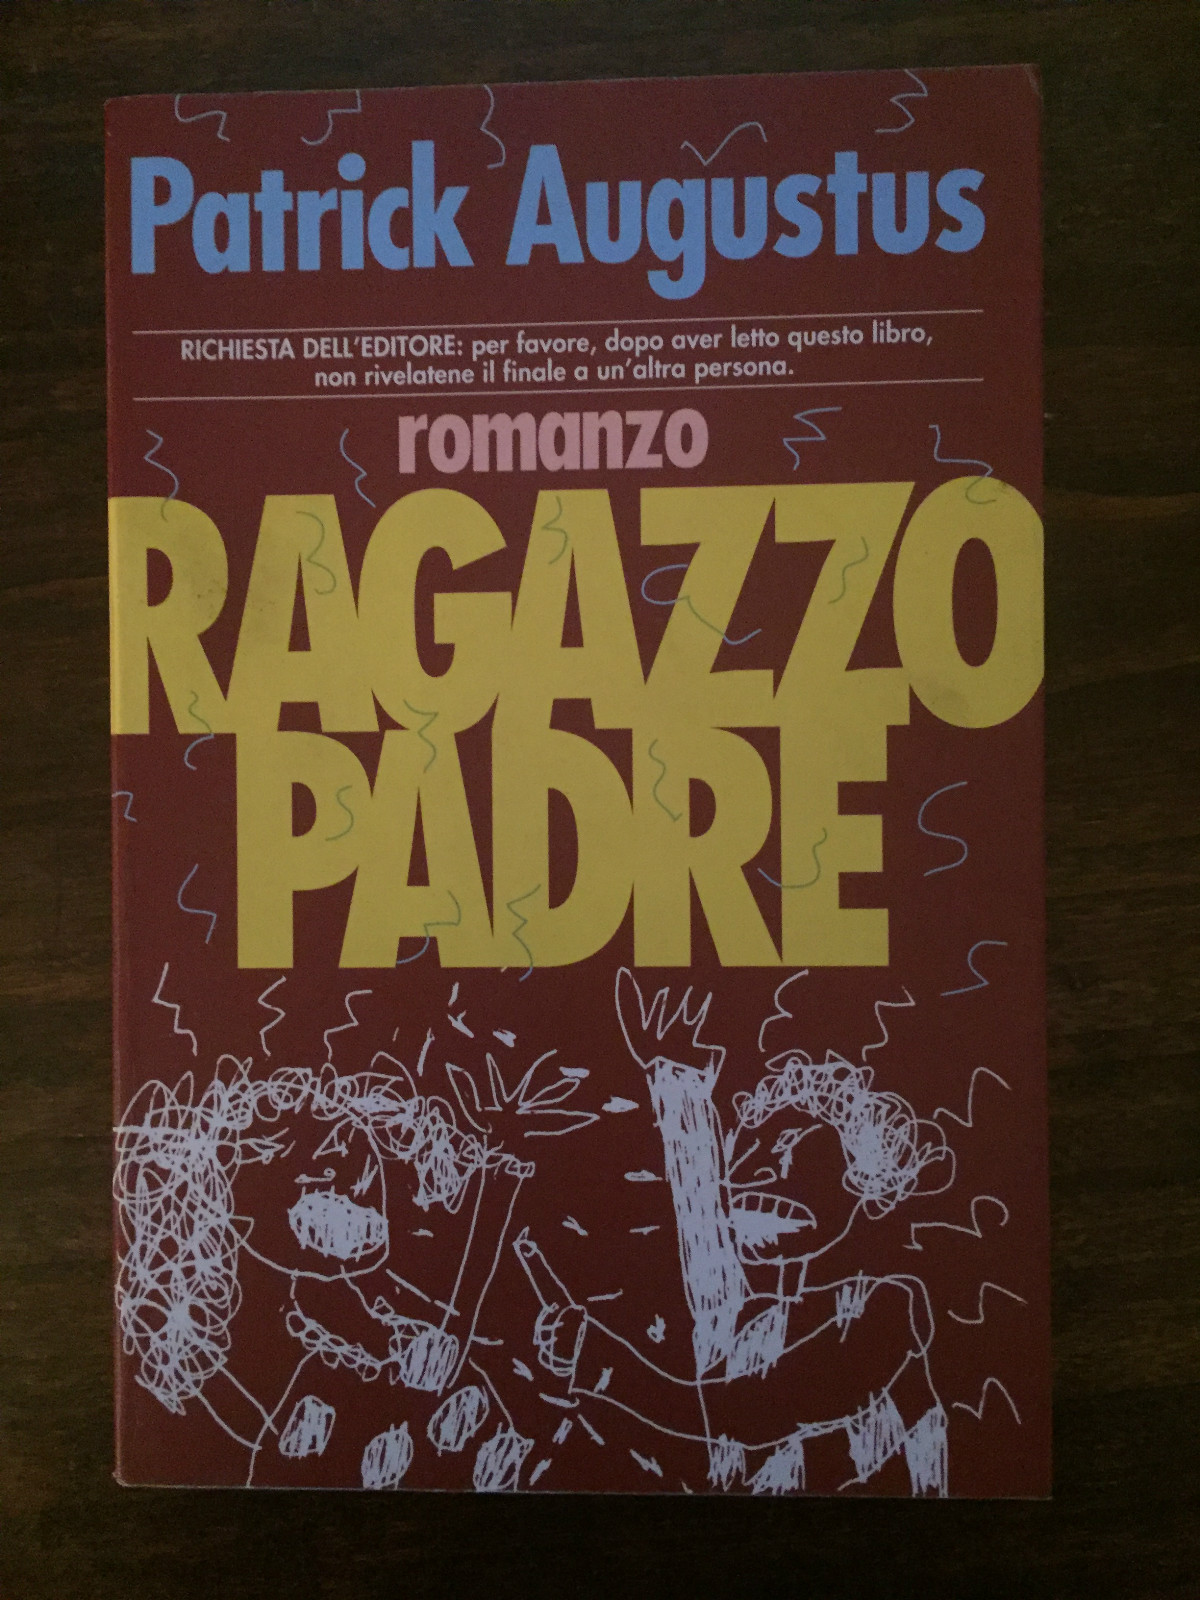 Patrick Augustus
RICHIESTA DELL'EDITORE: per favore, dopo aver letto questo libro,
non rivelatene il finale a un'altra persona.
romanzo
RAGAZZO
PADRE